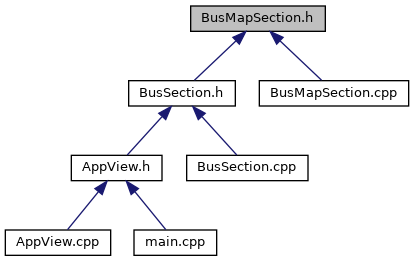 BusMapSection.h
BusSection.h
BusMapSection.cpp
AppView.h
BusSection.cpp
AppView.cpp
main.cpp